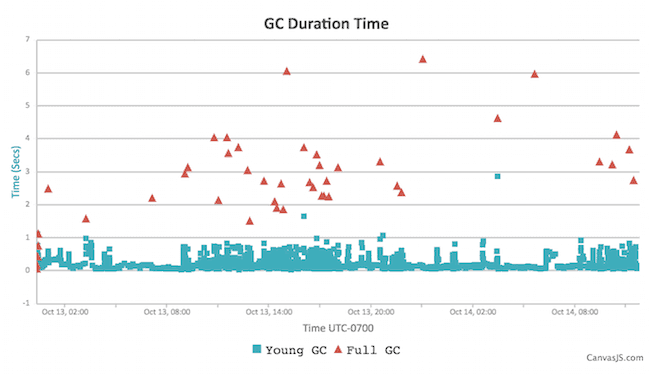 GC Duration Time
7
6
5
4
3
2
1
0
-1
Time (Secs)
Oct 13, 02:00 Oct 13, 08:00 Oct 13, 14:00 Oct 13, 20:00 Oct 14, 02:00 Oct 14, 08:00
Time UTC-0700
Young GC Full GC
CanvasJS.com